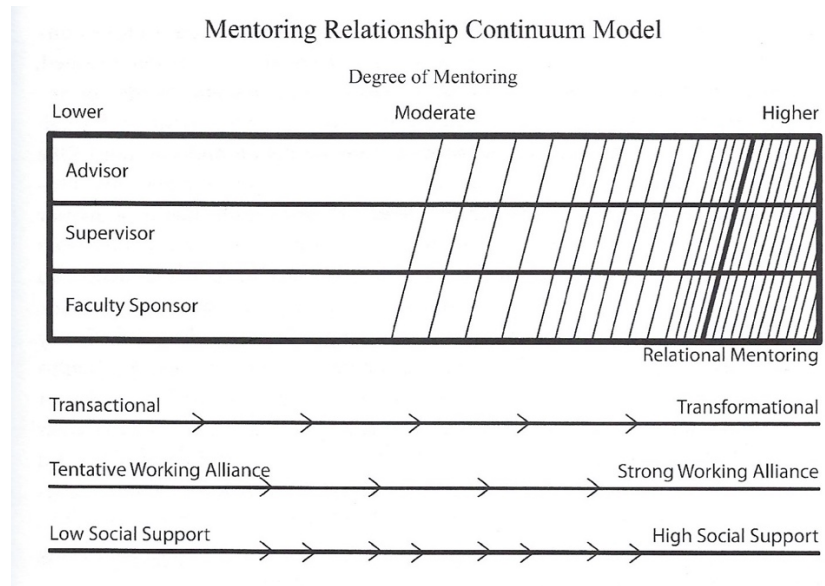 Mentoring Relationship Continuum Model
Degree of Mentoring
Lower Moderate Higher
Advisor
Supervisor
Faculty Sponsor
Relational Mentoring
Transactional Transformational
Tentative Working Alliance Strong Working Alliance
Low Social Support High Social Support